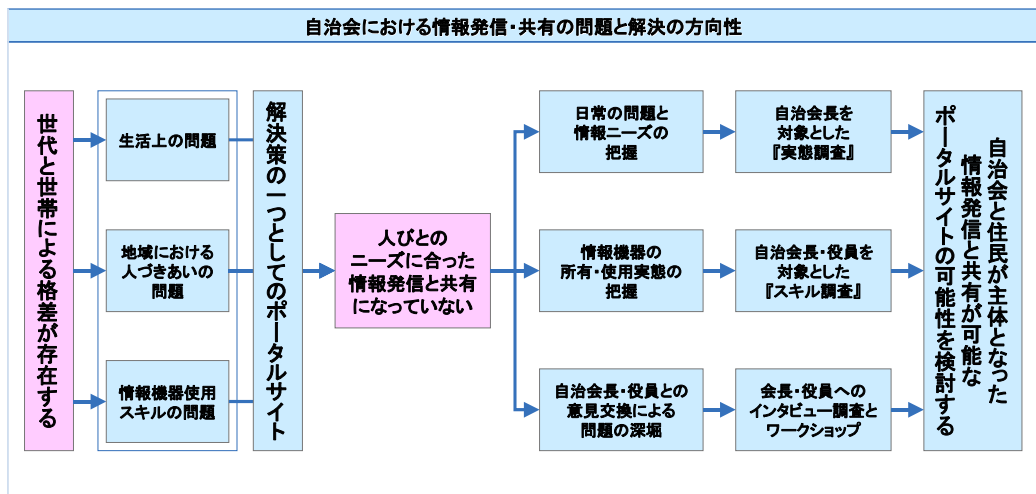 自治会における情報発信・共有の問題と解決の方向性
世代と世帯による格差が存在する
生活上の問題
地域における
人づきあいの
問題
情報機器使用
スキルの問題
解決策の一つとしてのポータルサイト
人びとの
ニーズに合った
情報発信と共有
になっていない
日常の問題と
情報ニーズの
把握
自治会長を
対象とした
『実態調査』
情報機器の
所有・使用実態の
把握
自治会長・役員を
対象とした
『スキル調査』
自治会長・役員との
意見交換による
問題の深堀
会長・役員への
インタビュー調査と
ワークショップ
自治会と住民が主体となった
情報発信と共有が可能な
ポータルサイトの可能性を検討する